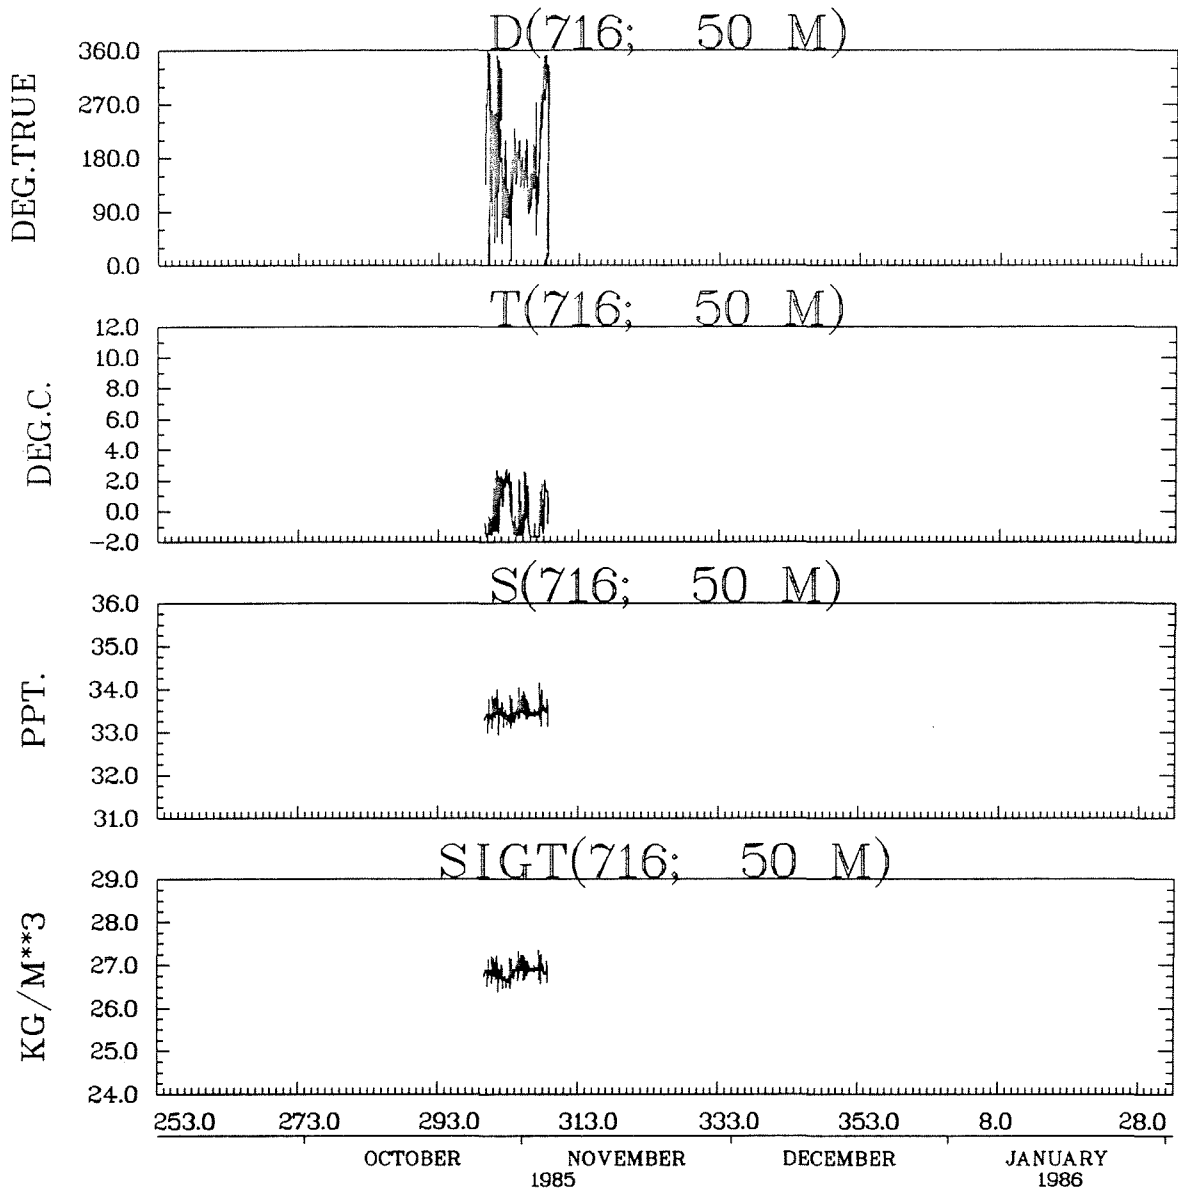 D(716; 50 M)
360.0
270.0
180.0
90.0
0.0
DEG.TRUE
T(716; 50 M)
12.0
10.0
8.0
6.0
4.0
2.0
0.0
-2.0
DEG.C.
S(716; 50 M)
36.0
35.0
34.0
33.0
32.0
31.0
PPT.
SIGT(716; 50 M)
29.0
28.0
27.0
26.0
25.0
24.0
KG/M**3
253.0 273.0 293.0 313.0 333.0 353.0 8.0 28.0
OCTOBER NOVEMBER DECEMBER JANUARY
1985 1986